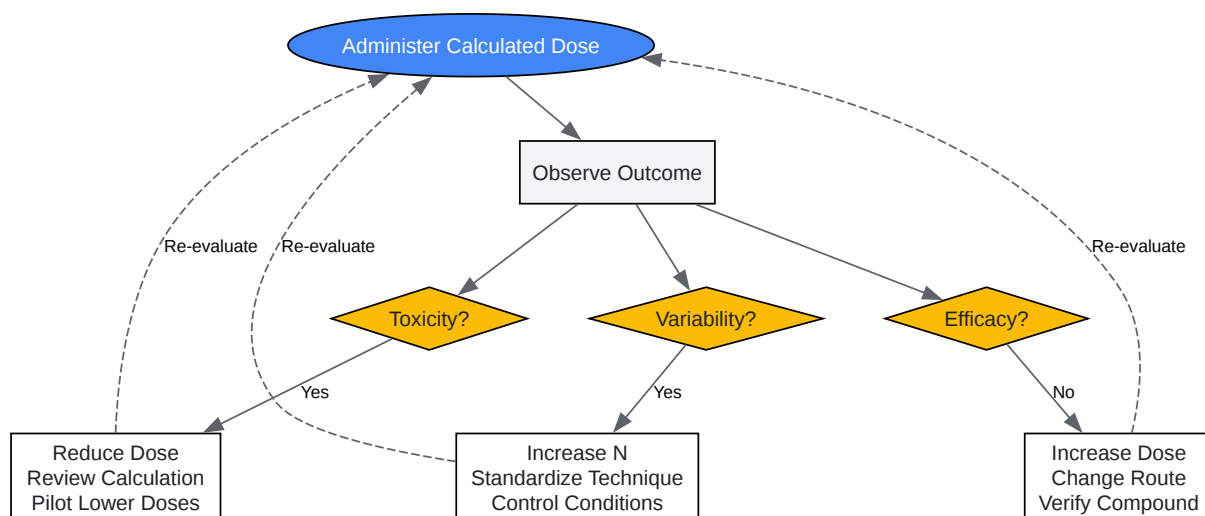 Administer Calculated Dose
Observe Outcome
Re-evaluate
Re-evaluate
Re-evaluate
Toxicity?
Variability?
Efficacy?
Yes
Yes
No
Reduce Dose
Review Calculation
Pilot Lower Doses
Increase N
Standardize Technique
Control Conditions
Increase Dose
Change Route
Verify Compound